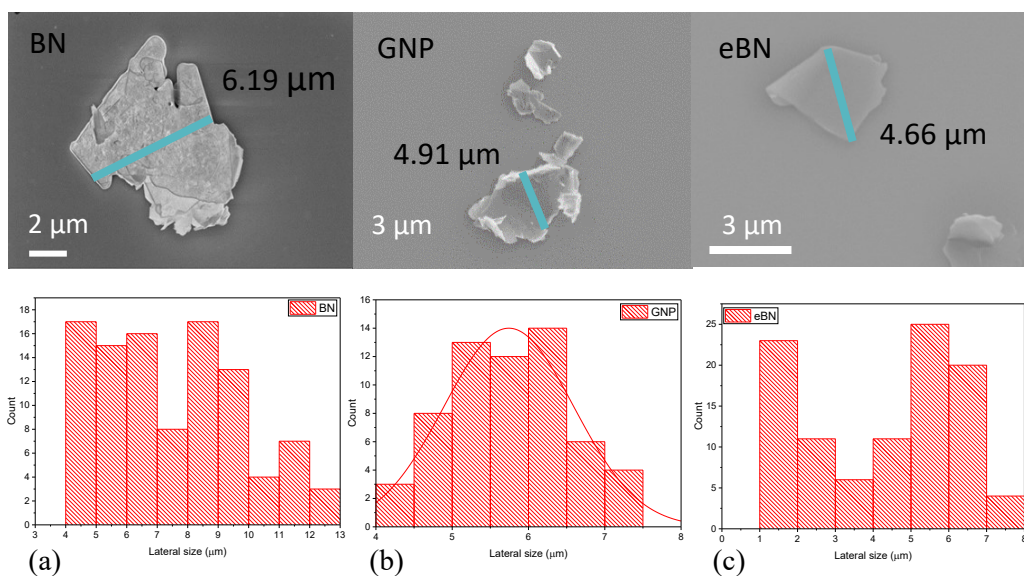 BN
6.19 μm
2 μm
GNP
4.91 μm
3 μm
eBN
4.66 μm
3 μm
BN
Count
0
2
4
6
8
10
12
14
16
18
3 4 5 6 7 8 9 10 11 12 13
Lateral size (μm)
(a)
GNP
Count
0
2
4
6
8
10
12
14
16
4 5 6 7 8
Lateral size (μm)
(b)
eBN
Count
0
5
10
15
20
25
0 1 2 3 4 5 6 7 8
Lateral size (μm)
(c)